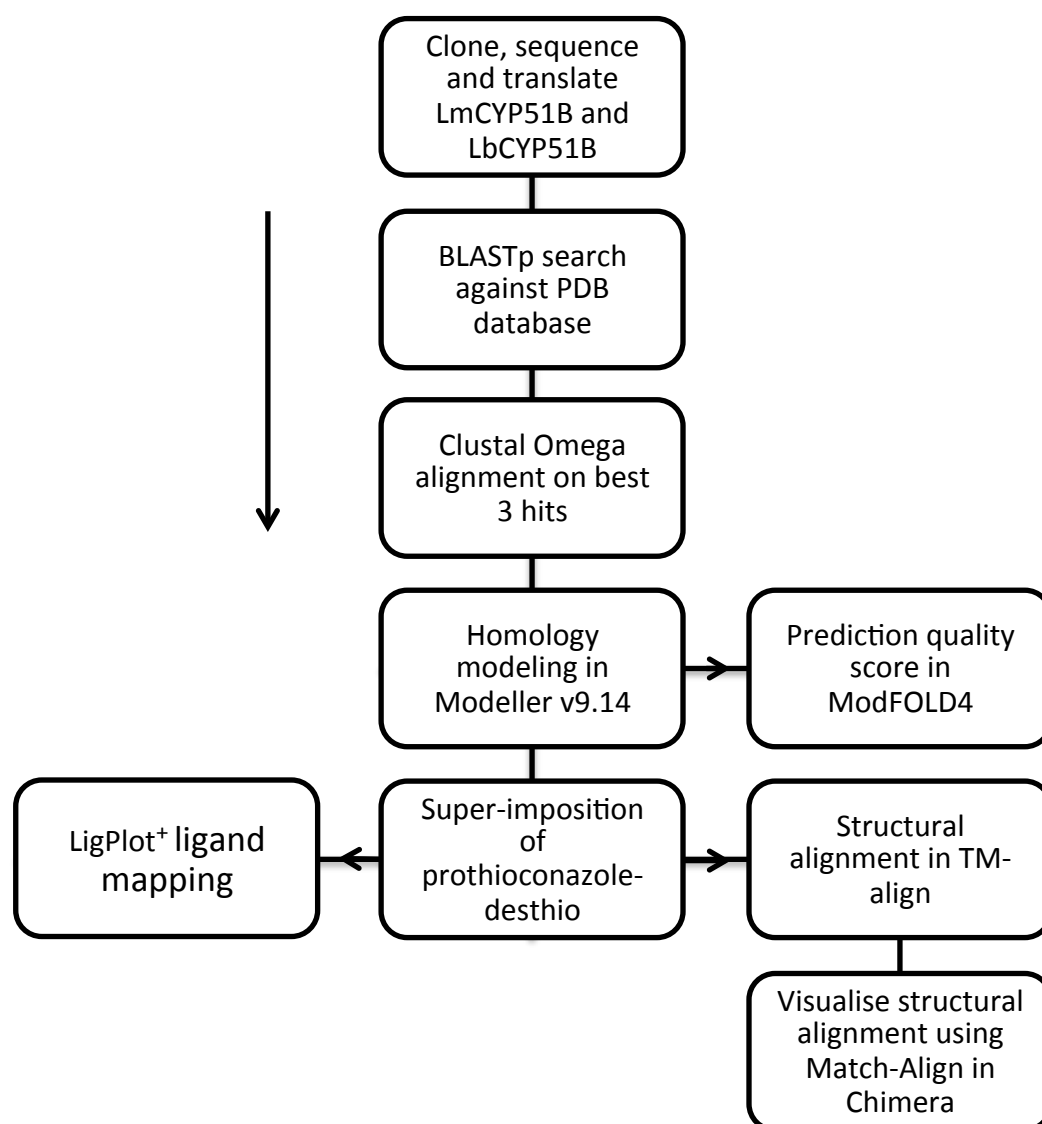 Clone, sequence
and translate
LmCYP51B and
LbCYP51B
BLASTp search
against PDB
database
Clustal Omega
alignment on best
3 hits
Homology
modeling in
Modeller v9.14
Prediction quality
score in
ModFOLD4
LigPlot⁺ ligand
mapping
Super-imposition
of
prothioconazole-
desthio
Structural
alignment in TM-
align
Visualise structural
alignment using
Match-Align in
Chimera